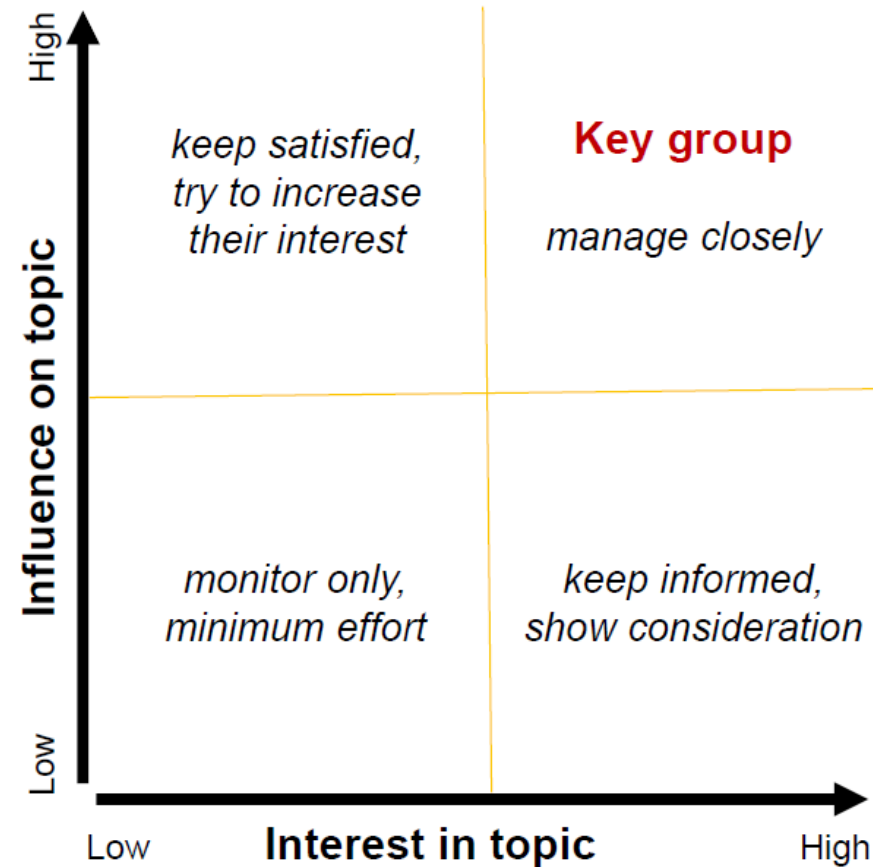 High
keep satisfied,
try to increase
their interest
Key group
manage closely
Influence on topic
monitor only,
minimum effort
keep informed,
show consideration
Low
Low
Interest in topic
High